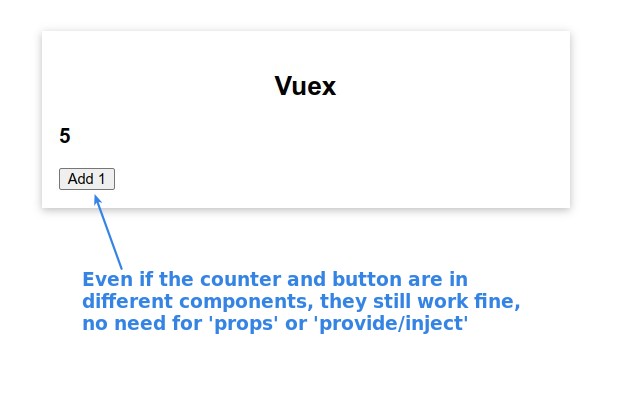 Vuex
5
Add 1
Even if the counter and button are in
different components, they still work fine,
no need for 'props' or 'provide/inject'